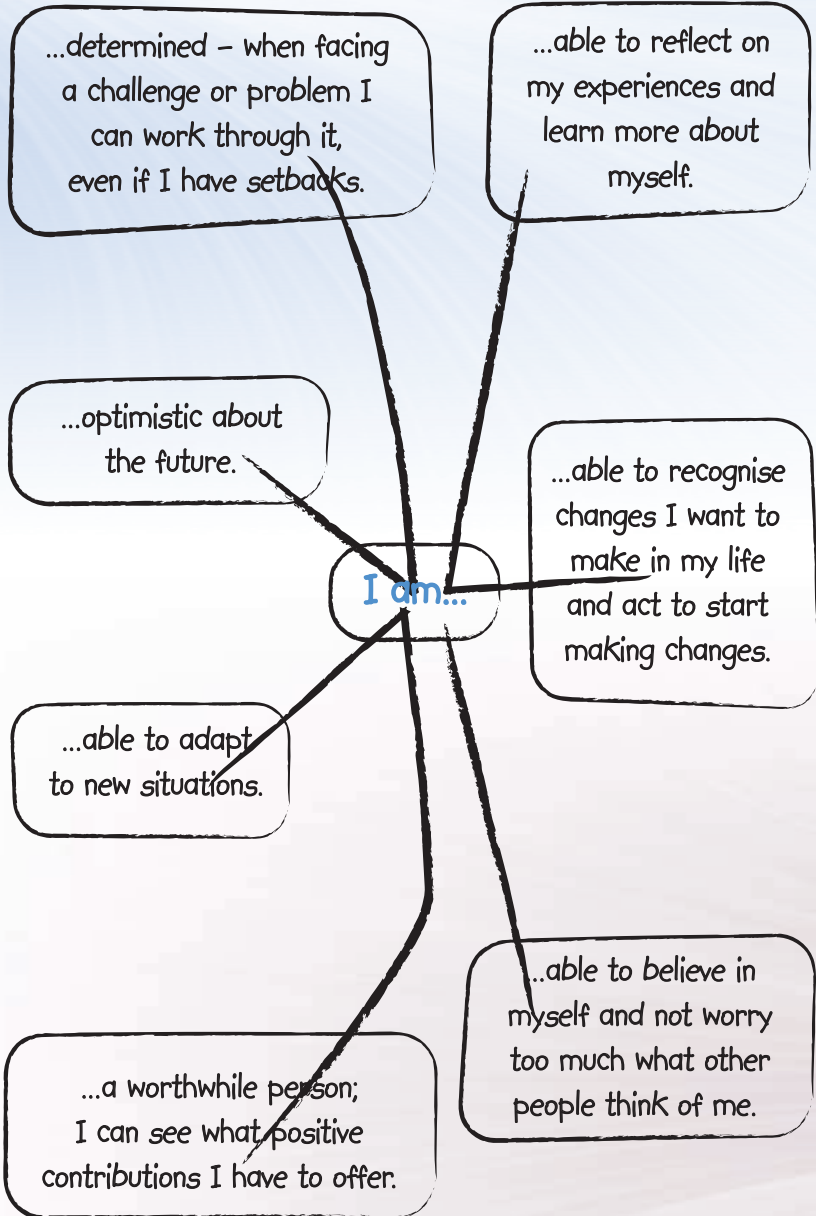 ...determined – when facing
a challenge or problem I
can work through it,
even if I have setbacks.
...able to reflect on
my experiences and
learn more about
myself.
...optimistic about
the future.
...able to recognise
changes I want to
make in my life
and act to start
making changes.
I am...
...able to adapt
to new situations.
...able to believe in
myself and not worry
too much what other
people think of me.
...a worthwhile person;
I can see what positive
contributions I have to offer.